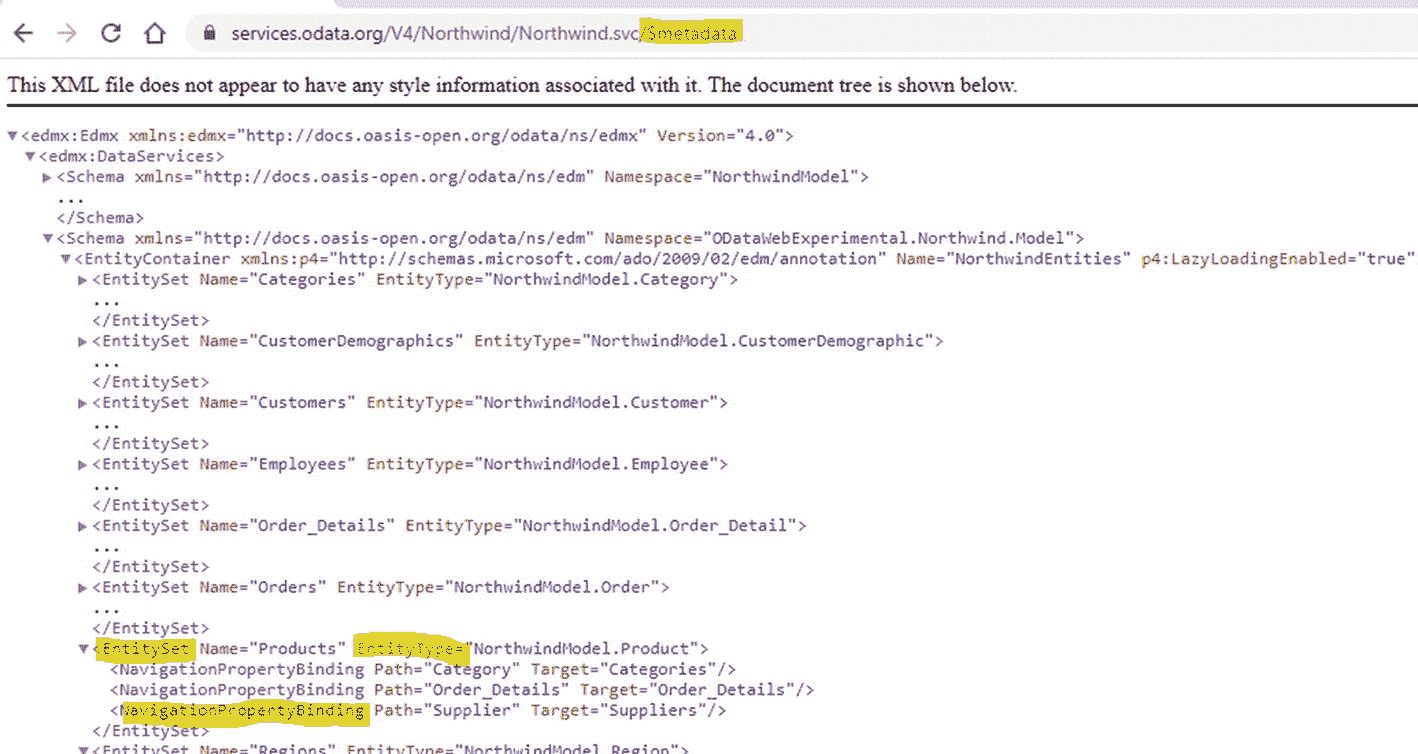 services.odata.org/V4/Northwind/Northwind.svc/$metadata
This XML file does not appear to have any style information associated with it. The document tree is shown below.
▼<edmx:Edmx xmlns:edmx="http://docs.oasis-open.org/odata/ns/edmx" Version="4.0">
▼<edmx:DataServices>
▶<Schema xmlns="http://docs.oasis-open.org/odata/ns/edm" Namespace="NorthwindModel">
...
</Schema>
▼<Schema xmlns="http://docs.oasis-open.org/odata/ns/edm" Namespace="ODataWebExperimental.Northwind.Model">
▼<EntityContainer xmlns:p4="http://schemas.microsoft.com/ado/2009/02/edm/annotation" Name="NorthwindEntities" p4:LazyLoadingEnabled="true"
▶<EntitySet Name="Categories" EntityType="NorthwindModel.Category">
...
</EntitySet>
▶<EntitySet Name="CustomerDemographics" EntityType="NorthwindModel.CustomerDemographic">
...
</EntitySet>
▶<EntitySet Name="Customers" EntityType="NorthwindModel.Customer">
...
</EntitySet>
▶<EntitySet Name="Employees" EntityType="NorthwindModel.Employee">
...
</EntitySet>
▶<EntitySet Name="Order_Details" EntityType="NorthwindModel.Order_Detail">
...
</EntitySet>
▶<EntitySet Name="Orders" EntityType="NorthwindModel.Order">
...
</EntitySet>
▼<EntitySet Name="Products" EntityType="NorthwindModel.Product">
<NavigationPropertyBinding Path="Category" Target="Categories"/>
<NavigationPropertyBinding Path="Order_Details" Target="Order_Details"/>
<NavigationPropertyBinding Path="Supplier" Target="Suppliers"/>
</EntitySet>
▼<EntitySet Name="Regions" EntityType="NorthwindModel.Region">